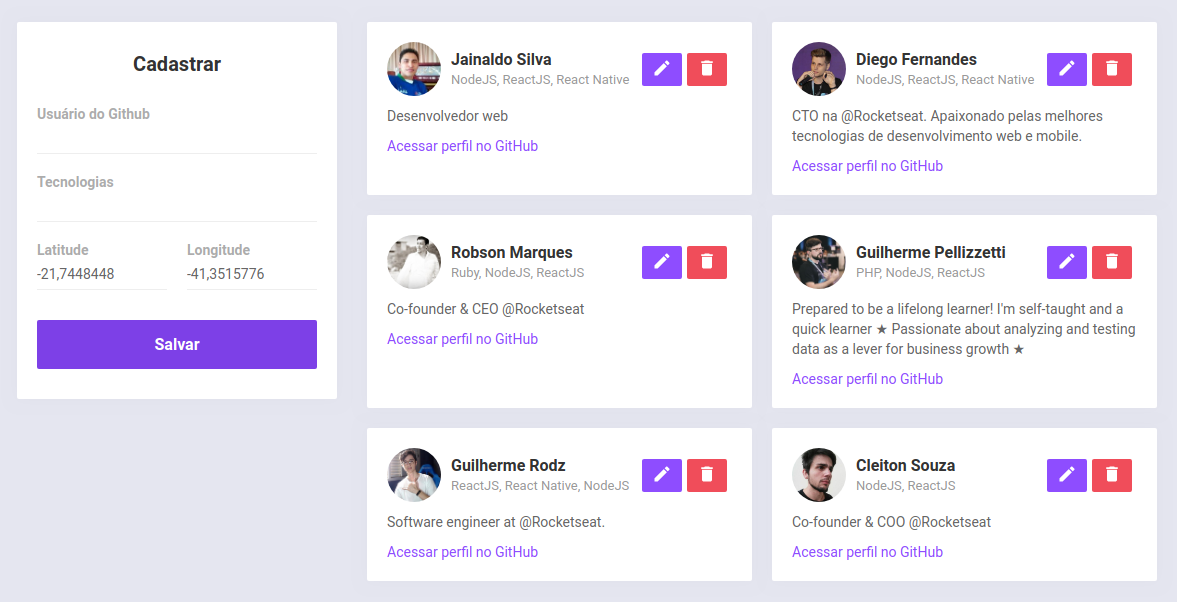 Cadastrar
Usuário do Github
Tecnologias
Latitude
Longitude
-21,7448448
-41,3515776
Salvar
Jainaldo Silva
NodeJS, ReactJS, React Native
Desenvolvedor web
Acessar perfil no GitHub
Diego Fernandes
NodeJS, ReactJS, React Native
CTO na @Rocketseat. Apaixonado pelas melhores
tecnologias de desenvolvimento web e mobile.
Acessar perfil no GitHub
Robson Marques
Ruby, NodeJS, ReactJS
Co-founder & CEO @Rocketseat
Acessar perfil no GitHub
Guilherme Pellizzetti
PHP, NodeJS, ReactJS
Prepared to be a lifelong learner! I'm self-taught and a
quick learner ★ Passionate about analyzing and testing
data as a lever for business growth ★
Acessar perfil no GitHub
Guilherme Rodz
ReactJS, React Native, NodeJS
Software engineer at @Rocketseat.
Acessar perfil no GitHub
Cleiton Souza
NodeJS, ReactJS
Co-founder & COO @Rocketseat
Acessar perfil no GitHub